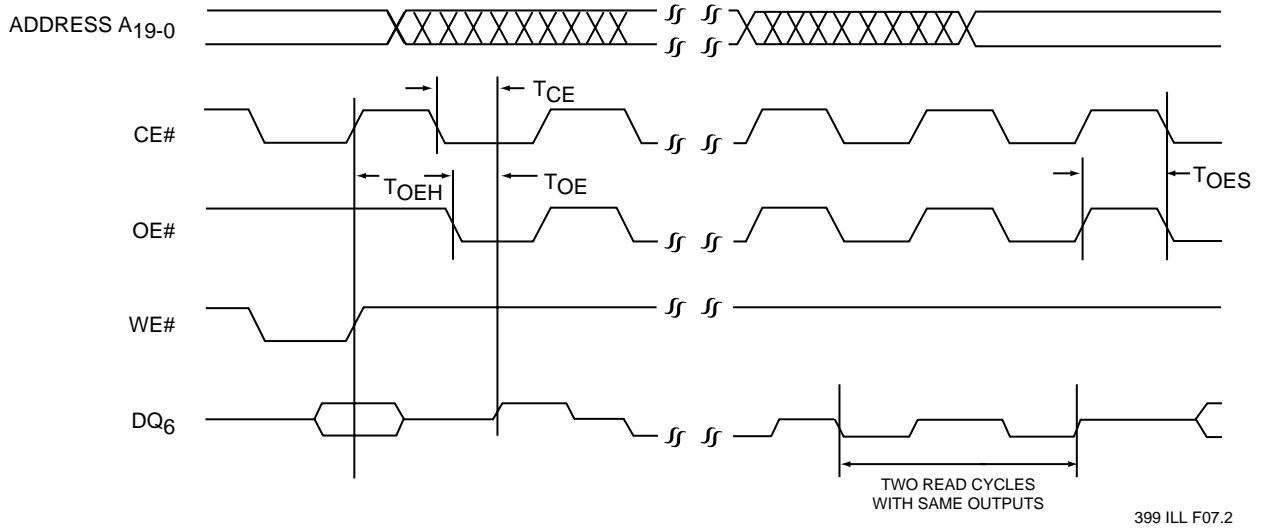 ADDRESS A19-0
TCE
CE#
TOEH
TOE
TOES
OE#
WE#
DQ6
TWO READ CYCLES
WITH SAME OUTPUTS
399 ILL F07.2